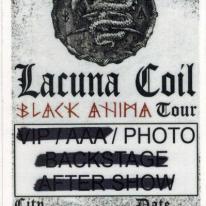 Lacuna Coil
BLACK ANIMA Tour
VIP / AAA / PHOTO
BACKSTAGE
AFTER SHOW
City Date